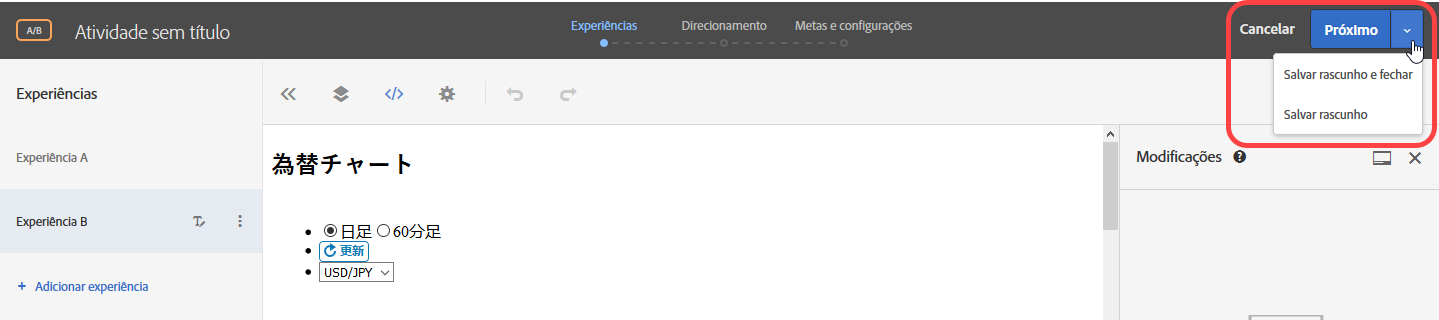 A/B
Atividade sem título
Experiências
Direcionamento
Metas e configurações
Cancelar
Próximo
Salvar rascunho e fechar
Salvar rascunho
Experiências
Experiência A
Experiência B
+ Adicionar experiência
為替チャート
日足 60分足
更新
USD/JPY
Modificações